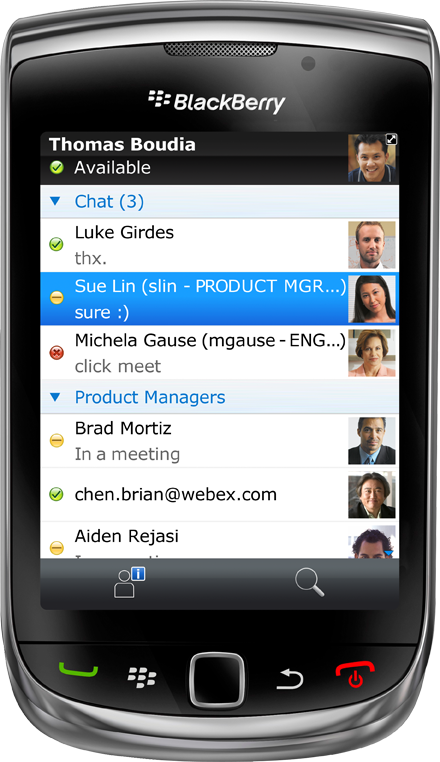 BlackBerry
Thomas Boudia
Available
Chat (3)
Luke Girdes
thx.
Sue Lin (slin - PRODUCT MGR...)
sure :)
Michela Gause (mgause - ENG...)
click meet
Product Managers
Brad Mortiz
In a meeting
chen.brian@webex.com
Aiden Rejasi
i